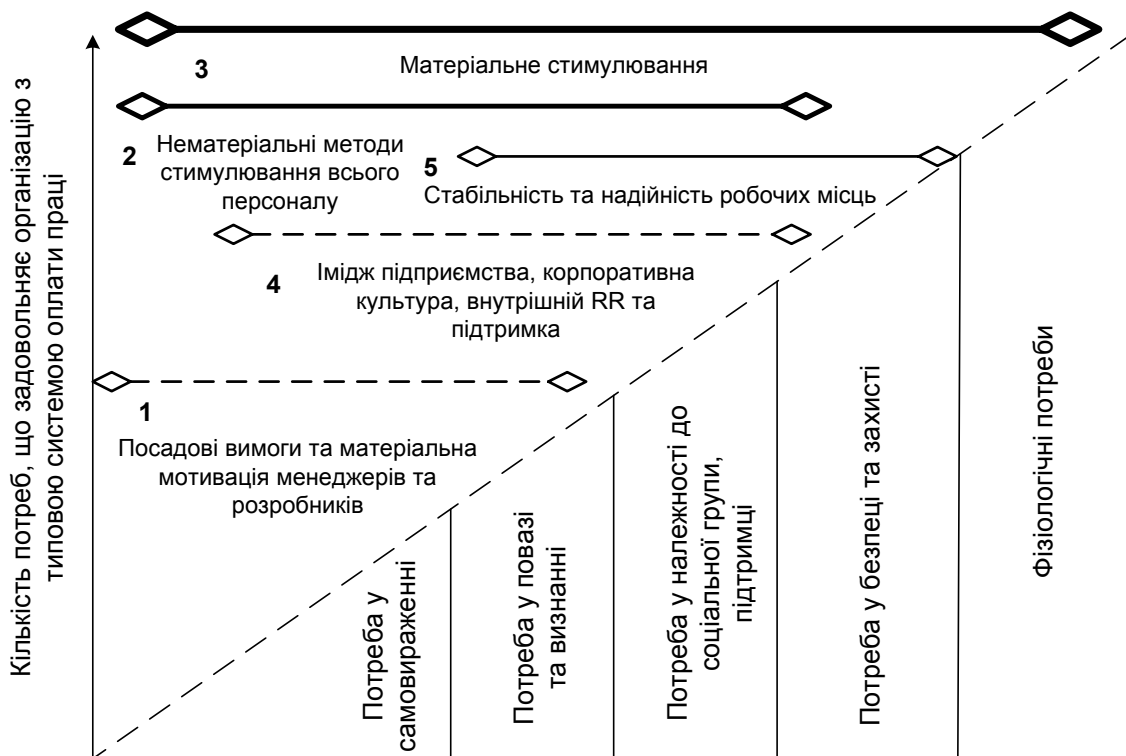 Кількість потреб, що задовольняє організацію з
типовою системою оплати праці
3
Матеріальне стимулювання
2
Нематеріальні методи
стимулювання всього
персоналу
5
Стабільність та надійність робочих місць
4
Імідж підприємства, корпоративна
культура, внутрішній RR та
підтримка
1
Посадові вимоги та матеріальна
мотивація менеджерів та
розробників
Потреба у
самовираженні
Потреба у повазі
та визнанні
Потреба у належності до
соціальної групи,
підтримці
Потреба у безпеці та захисті
Фізіологічні потреби